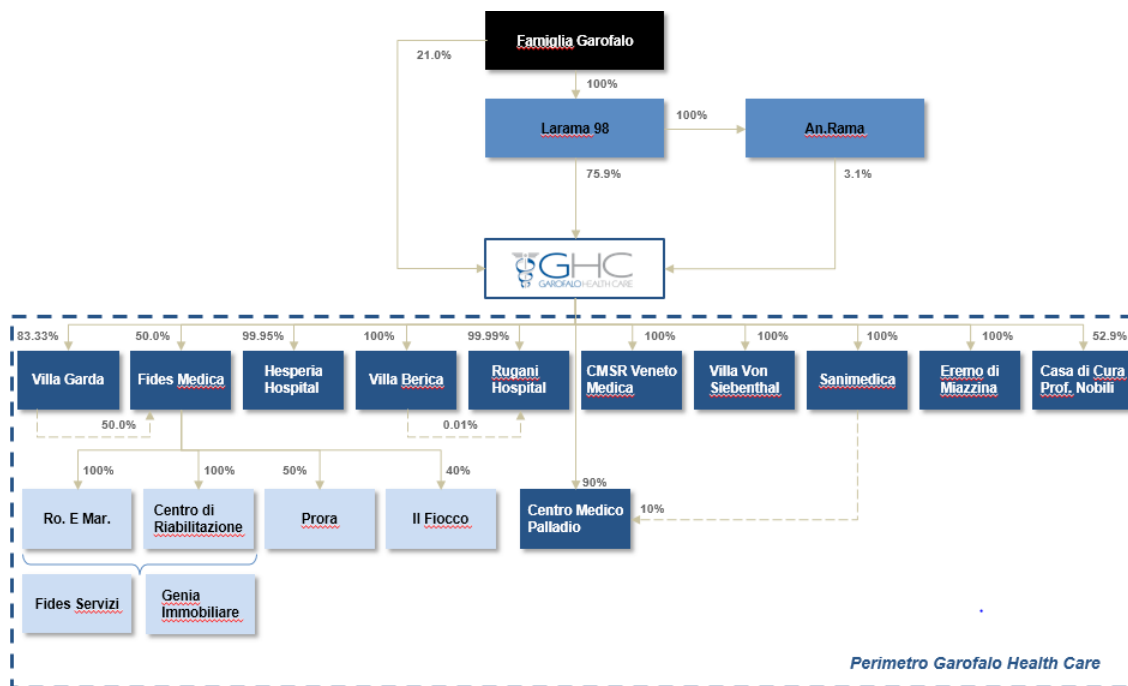 Famiglia Garofalo
21.0%
100%
Larama 98
100%
An.Rama
75.9%
3.1%
GHC
GAROFALO HEALTH CARE
83.33%
50.0%
99.95%
100%
99.99%
100%
100%
100%
100%
52.9%
Villa Garda
Fides Medica
Hesperia
Hospital
Villa Berica
Rugani
Hospital
CMSR Veneto
Medica
Villa Von
Siebenthal
Sanimedica
Eremo di
Miazzina
Casa di Cura
Prof. Nobili
50.0%
0.01%
100%
100%
50%
40%
90%
Ro. E Mar.
Centro di
Riabilitazione
Prora
Il Fiocco
Centro Medico
Palladio
10%
Fides Servizi
Genia
Immobiliare
Perimetro Garofalo Health Care